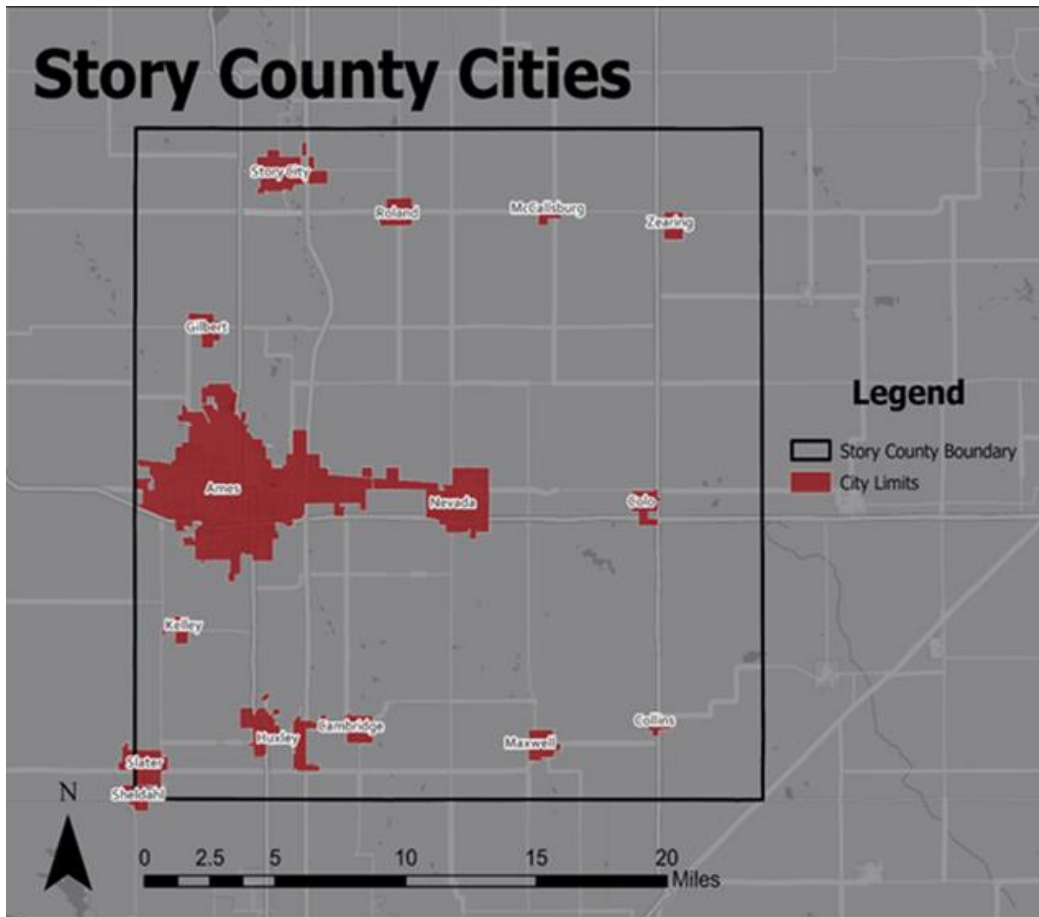 Story County Cities
Story City
Roland
McCallsburg
Zearing
Gilbert
Legend
Story County Boundary
City Limits
Ames
Nevada
Colo
Kelley
Huxley
Cambridge
Maxwell
Collins
Slater
Sheldahl
N
0 2.5 5 10 15 20
Miles